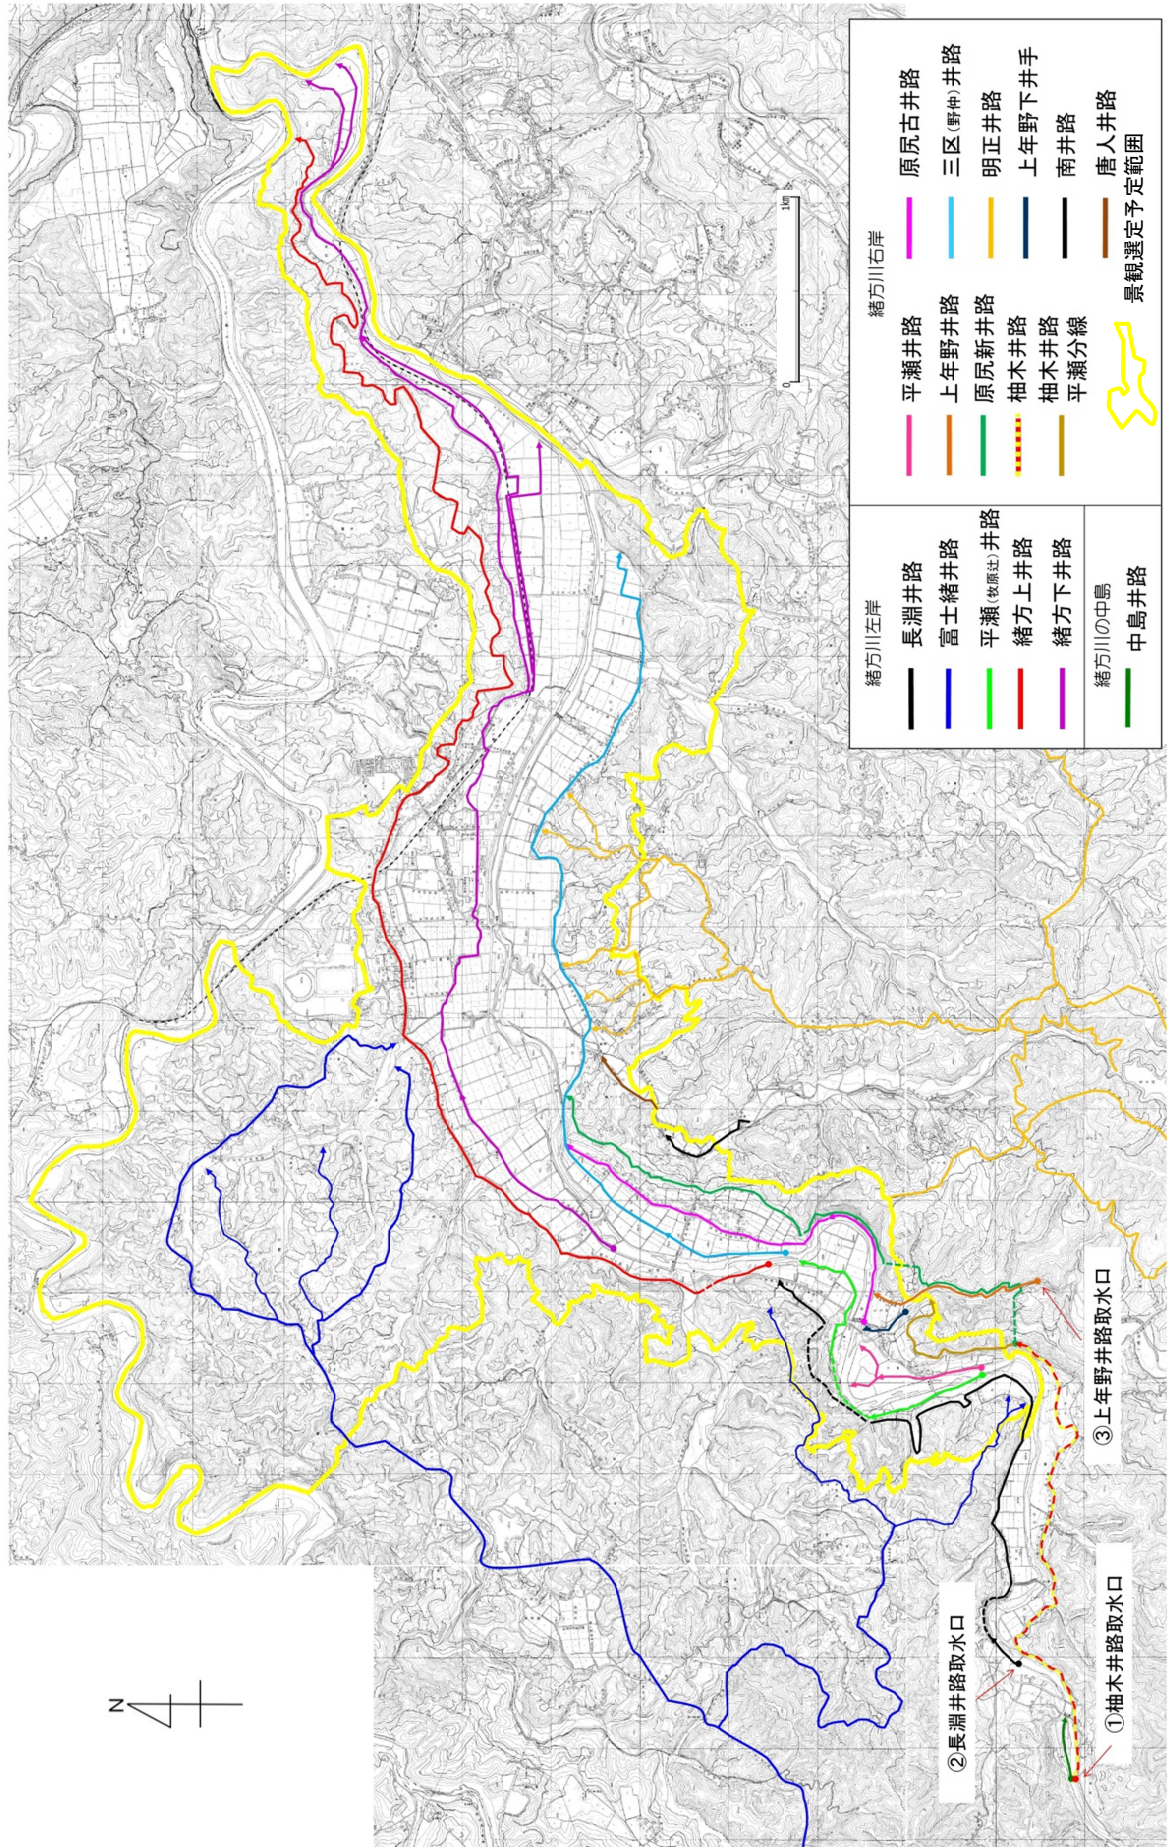 N
0 1km
緒方川左岸
長淵井路
富士緒井路
平瀬(牧原辻)井路
緒方上井路
緒方下井路
緒方川の中島
中島井路
緒方川右岸
平瀬井路
上年野井路
原尻新井路
柚木井路
柚木井路
平瀬分線
原尻古井路
三区(野仲)井路
明正井路
上年野下井手
南井路
唐人井路
景観選定予定範囲
①柚木井路取水口
②長淵井路取水口
③上年野井路取水口